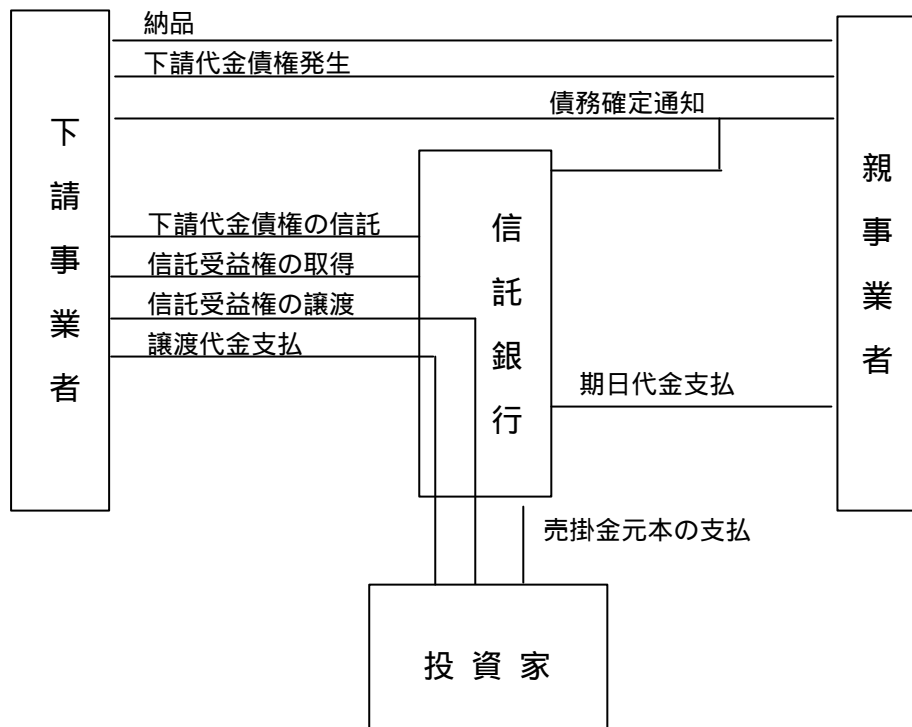 納品
下請代金債権発生
債務確定通知
下請事業者
親事業者
信託銀行
下請代金債権の信託
信託受益権の取得
信託受益権の譲渡
譲渡代金支払
期日代金支払
売掛金元本の支払
投資家